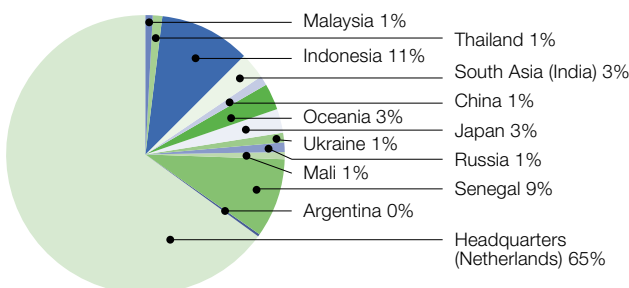 Malaysia 1%
Thailand 1%
Indonesia 11%
South Asia (India) 3%
China 1%
Oceania 3%
Japan 3%
Ukraine 1%
Russia 1%
Mali 1%
Senegal 9%
Argentina 0%
Headquarters
(Netherlands) 65%